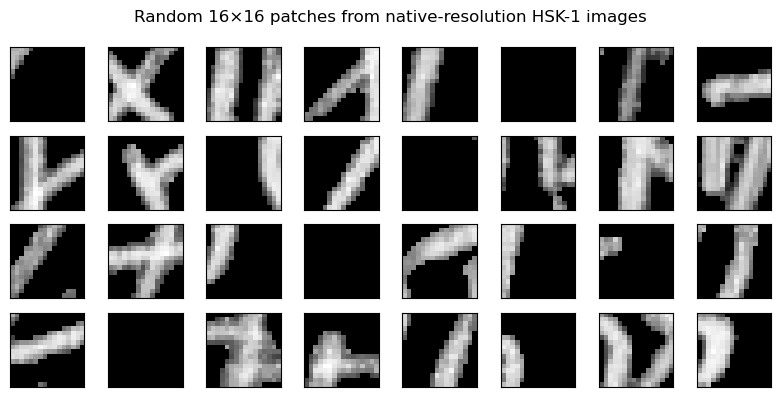 Random 16×16 patches from native-resolution HSK-1 images